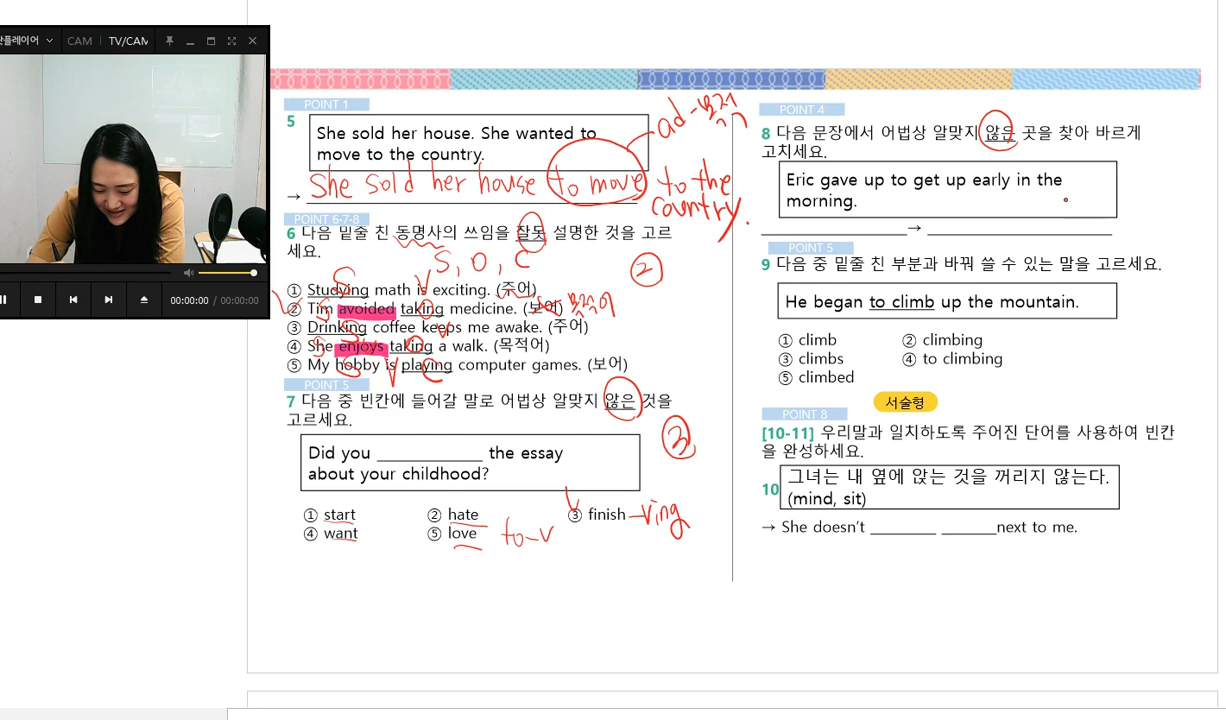 팟플레이어 CAM TV/CAM
00:00:00 / 00:00:00
POINT 1
5
She sold her house. She wanted to
move to the country.
ad-목적
→ She sold her house to move to the
country.
POINT 6-7-8
6 다음 밑줄 친 동명사의 쓰임을 잘못 설명한 것을 고르
세요.
S, O, C
②
S V
① Studying math is exciting. (주어)
V S O 목적어
② Tim avoided taking medicine. (보어)
S V
③ Drinking coffee keeps me awake. (주어)
S O
④ She enjoys taking a walk. (목적어)
S V C
⑤ My hobby is playing computer games. (보어)
POINT 5
7 다음 중 빈칸에 들어갈 말로 어법상 알맞지 않은 것을
고르세요.
③
Did you ____________ the essay
about your childhood?
① start ② hate ③ finish - ving
④ want ⑤ love to-v
POINT 4
8 다음 문장에서 어법상 알맞지 않은 곳을 찾아 바르게
고치세요.
Eric gave up to get up early in the
morning.
________________ → ____________________
POINT 5
9 다음 중 밑줄 친 부분과 바꿔 쓸 수 있는 말을 고르세요.
He began to climb up the mountain.
① climb ② climbing
③ climbs ④ to climbing
⑤ climbed
서술형
POINT 8
[10-11] 우리말과 일치하도록 주어진 단어를 사용하여 빈칸
을 완성하세요.
10 그녀는 내 옆에 앉는 것을 꺼리지 않는다.
(mind, sit)
→ She doesn't ________ ________next to me.